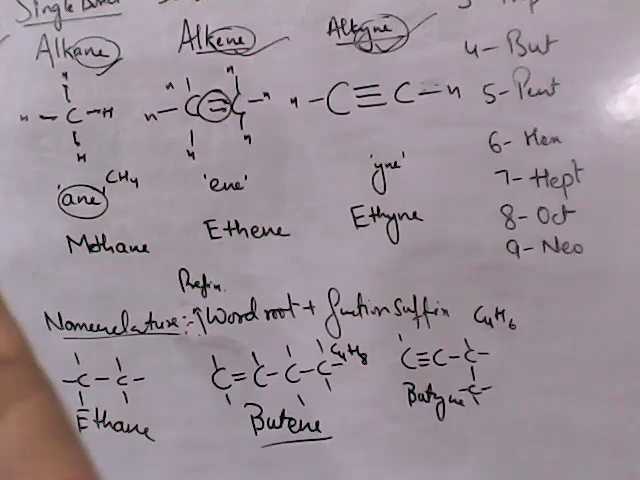 Single
Alkane Alkene Alkyne
4 - But
5 - Pent
H H H
H - C - H H - C = C - H H - C ≡ C - H
H H H
6 - Hex
'ane' CH4 'ene' 'yne'
7 - Hept
Methane Ethene Ethyne
8 - Oct
9 - Neo
Prefix
Nomenclature:- Word root + function suffix C4H6
- C - C - C = C - C - C - C4H8 C ≡ C - C -
C -
Ethane Butene Butyne